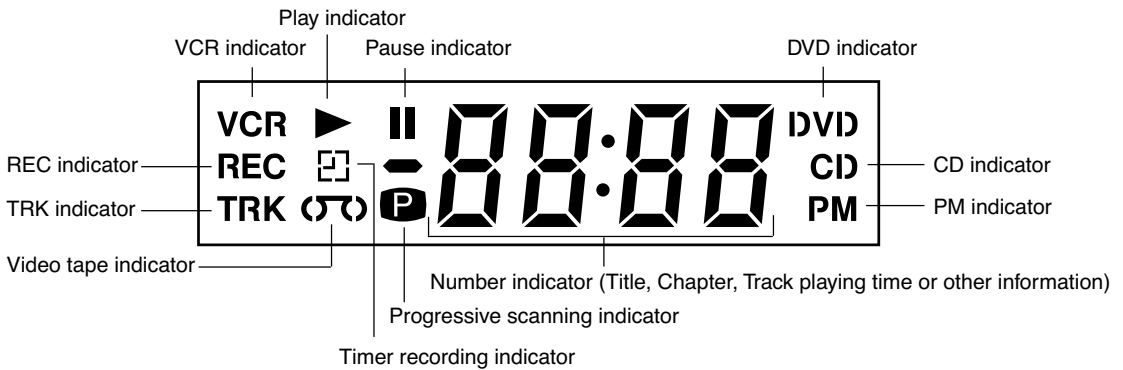 Play indicator
VCR indicator
Pause indicator
DVD indicator
VCR
88:88
DVD
REC indicator
REC
CD
CD indicator
TRK indicator
TRK
P
PM
PM indicator
Video tape indicator
Number indicator (Title, Chapter, Track playing time or other information)
Progressive scanning indicator
Timer recording indicator